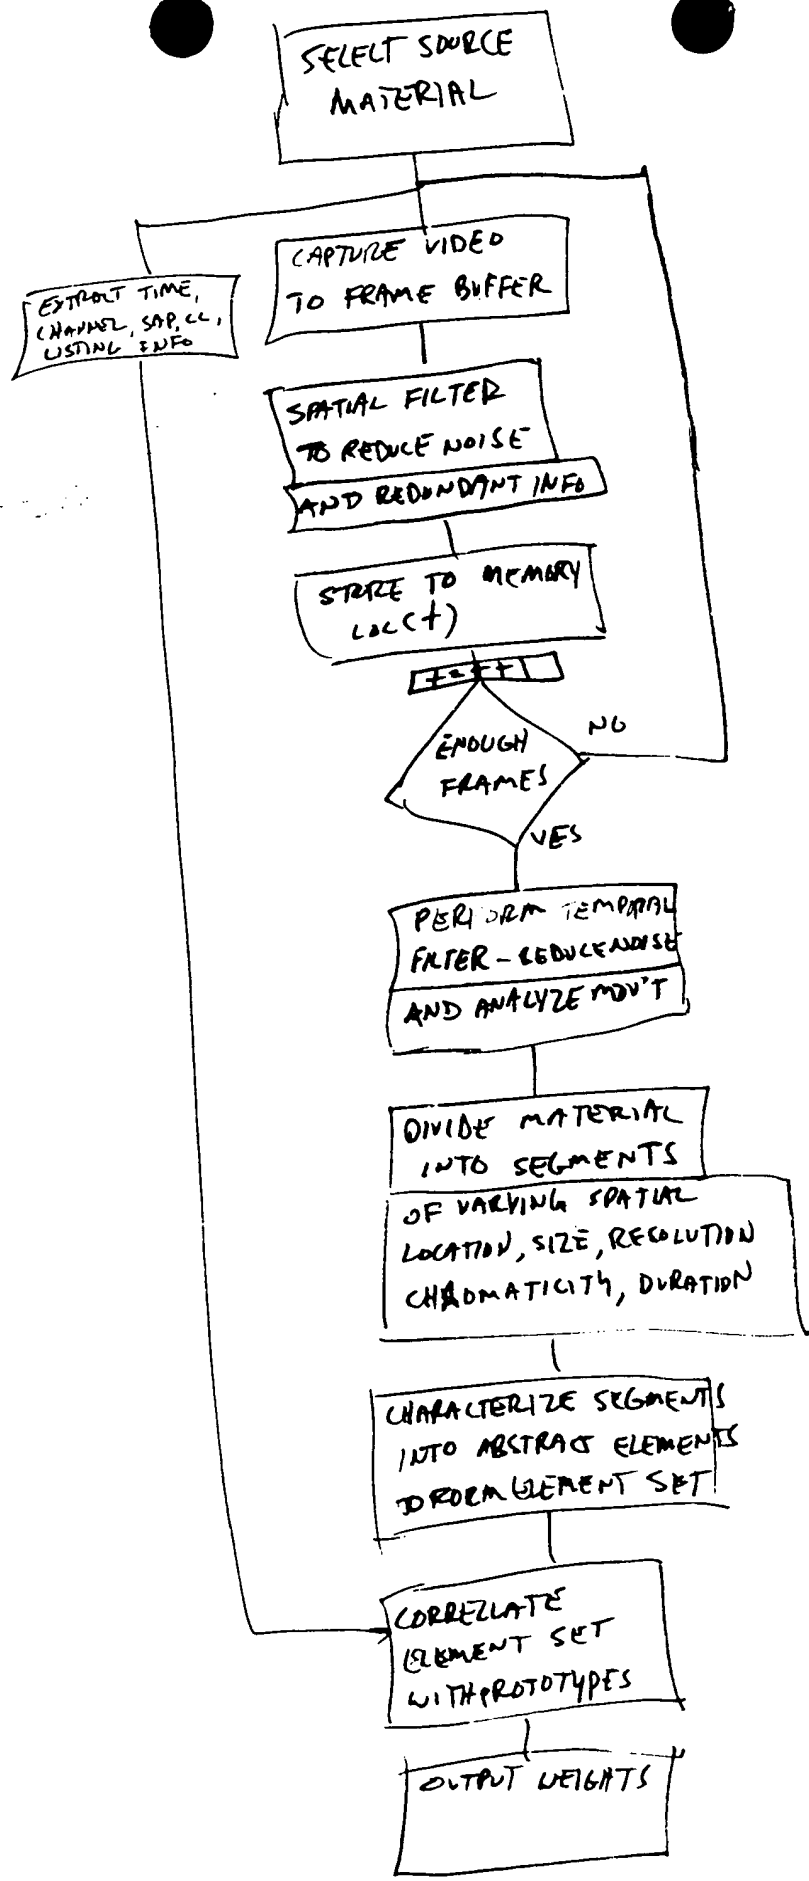 SELECT SOURCE
MATERIAL
CAPTURE VIDEO
TO FRAME BUFFER
EXTRACT TIME,
CHANNEL, SAP, CC,
LISTING INFO
SPATIAL FILTER
TO REDUCE NOISE
AND REDUNDANT INFO
STORE TO MEMORY
LOC(t)
t=t+1
ENOUGH
FRAMES
NO
YES
PERFORM TEMPORAL
FILTER - REDUCE NOISE
AND ANALYZE MOV'T
DIVIDE MATERIAL
INTO SEGMENTS
OF VARYING SPATIAL
LOCATION, SIZE, RESOLUTION
CHROMATICITY, DURATION
CHARACTERIZE SEGMENTS
INTO ABSTRACT ELEMENTS
TO FORM ELEMENT SET
CORRELLATE
ELEMENT SET
WITH PROTOTYPES
OUTPUT WEIGHTS